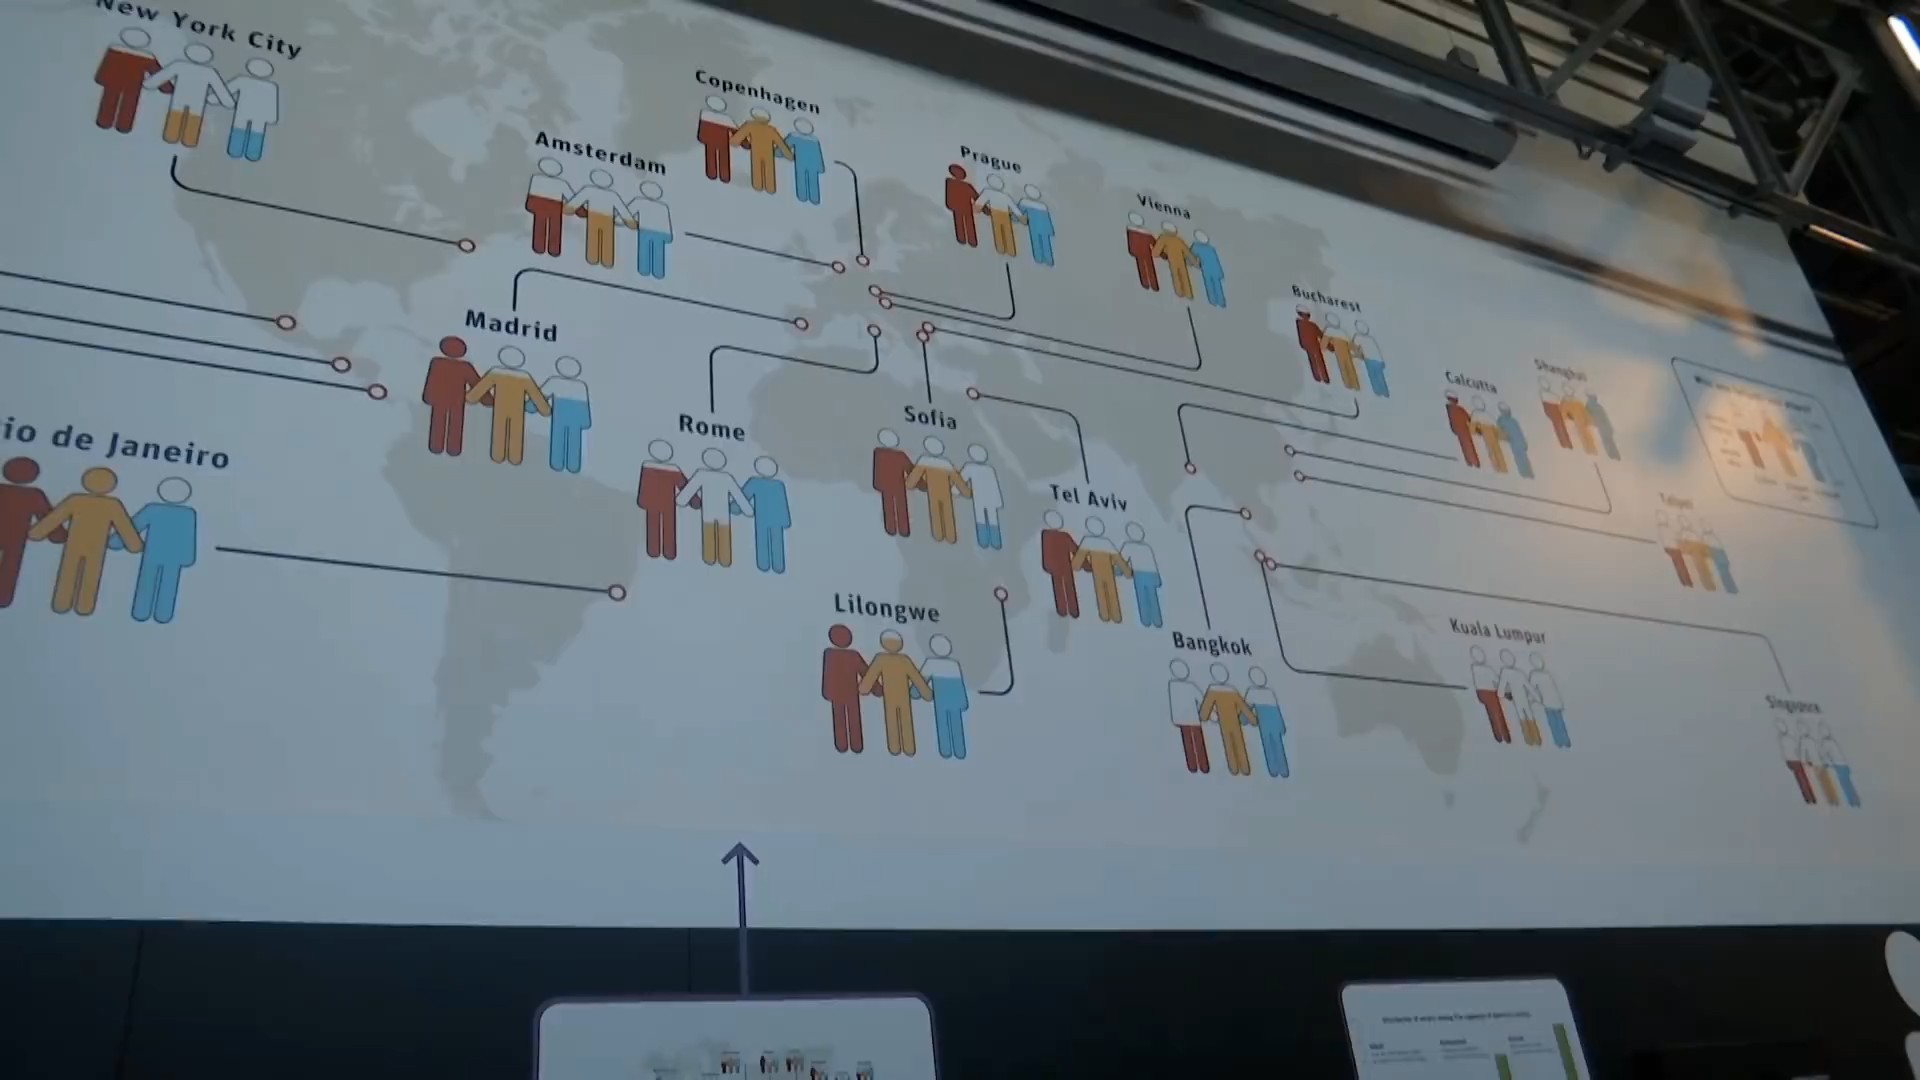 New York City
Copenhagen
Amsterdam
Prague
Vienna
Bucharest
Madrid
Calcutta
Shanghai
Rome
Sofia
io de Janeiro
Tel Aviv
Taipei
Lilongwe
Bangkok
Kuala Lumpur
Singapore